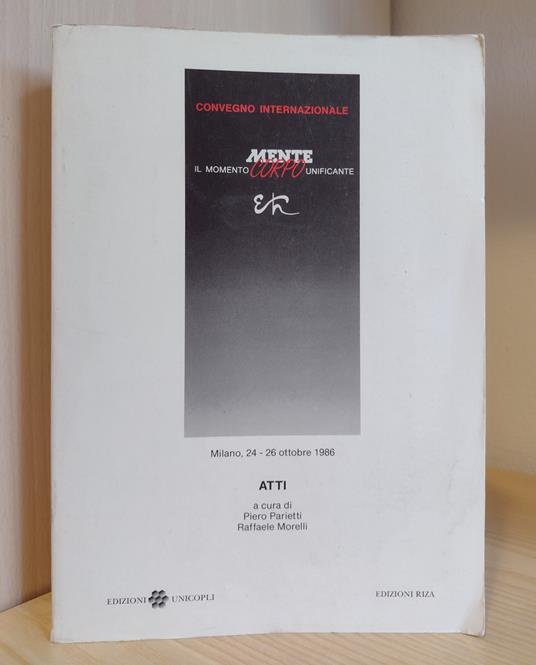 CONVEGNO INTERNAZIONALE
MENTE
IL MOMENTO CORPO UNIFICANTE
Milano, 24 - 26 ottobre 1986
ATTI
a cura di
Piero Parietti
Raffaele Morelli
EDIZIONI UNICOPLI EDIZIONI RIZA